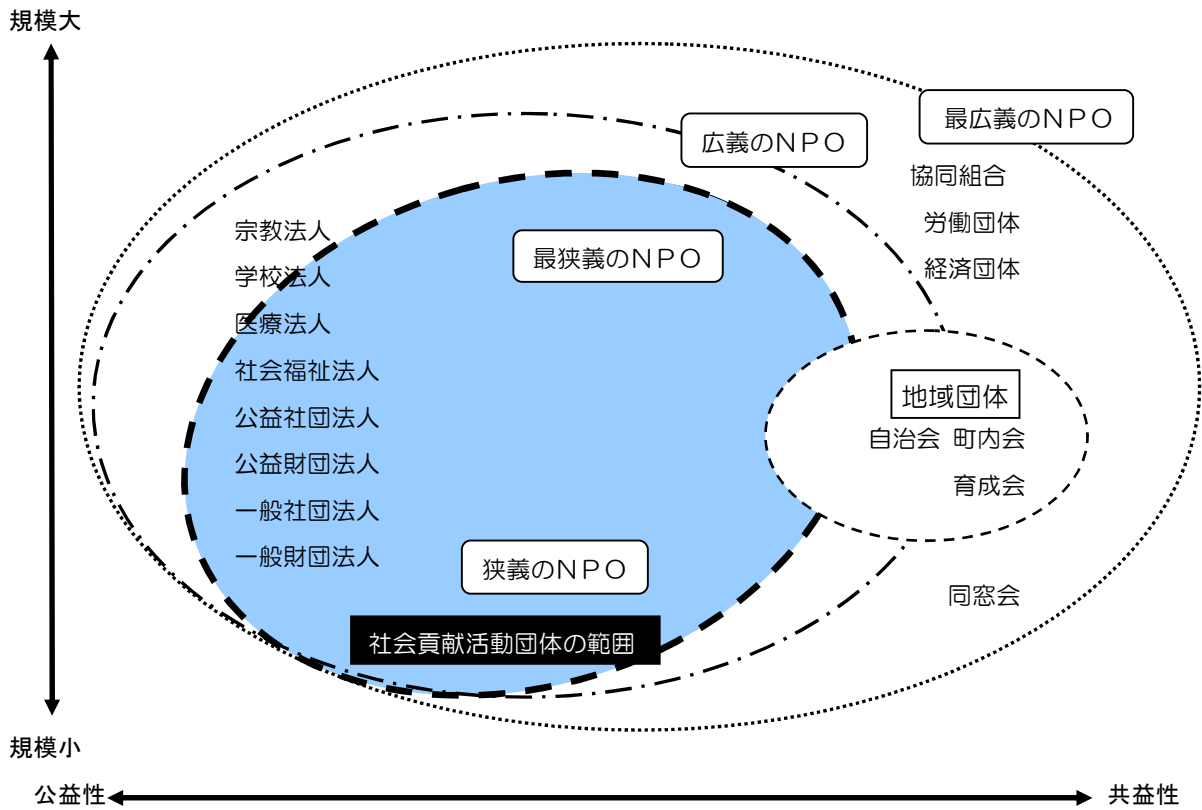 規模大
最広義のNPO
広義のNPO
協同組合
労働団体
経済団体
宗教法人
学校法人
医療法人
社会福祉法人
公益社団法人
公益財団法人
一般社団法人
一般財団法人
最狭義のNPO
地域団体
自治会 町内会
育成会
狭義のNPO
同窓会
社会貢献活動団体の範囲
規模小
公益性
共益性